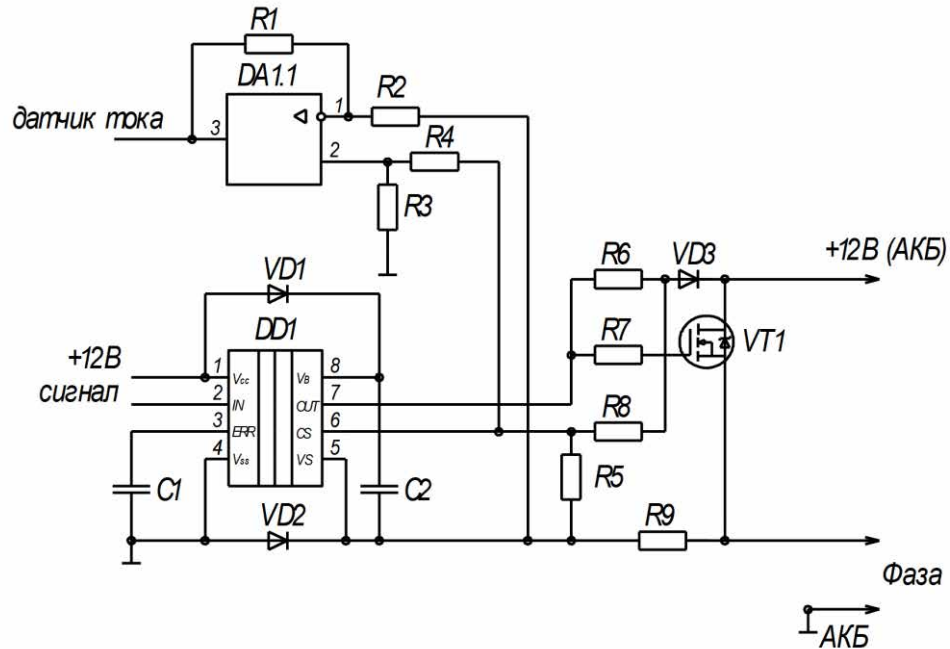 R1
DA1.1
1
R2
датчик тока
3
R4
2
R3
VD1
R6
VD3
+12В (АКБ)
DD1
R7
VT1
+12В
1
Vcc
VB
8
сигнал
2
IN
OUT
7
R8
3
ERR
CS
6
4
Vss
VS
5
R5
C1
C2
VD2
R9
Фаза
АКБ